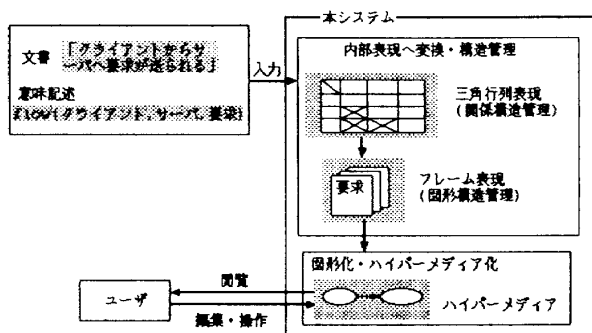 本システム
文書 「クライアントからサ
ーバへ要求が送られる」
意味記述
flow(クライアント,サーバ,要求)
入力
内部表現へ変換・構造管理
三角行列表現
(関係構造管理)
要求
フレーム表現
(図形構造管理)
図形化・ハイパーメディア化
ハイパーメディア
閲覧
ユーザ
編集・操作